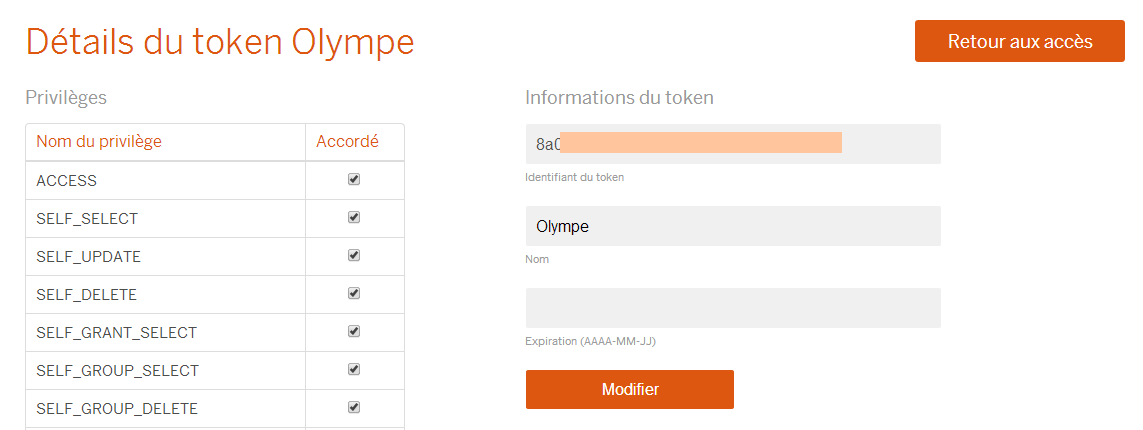 Détails du token Olympe
Retour aux accès
Privilèges
Nom du privilège Accordé
ACCESS
SELF_SELECT
SELF_UPDATE
SELF_DELETE
SELF_GRANT_SELECT
SELF_GROUP_SELECT
SELF_GROUP_DELETE
Informations du token
8a0
Identifiant du token
Olympe
Nom
Expiration (AAAA-MM-JJ)
Modifier